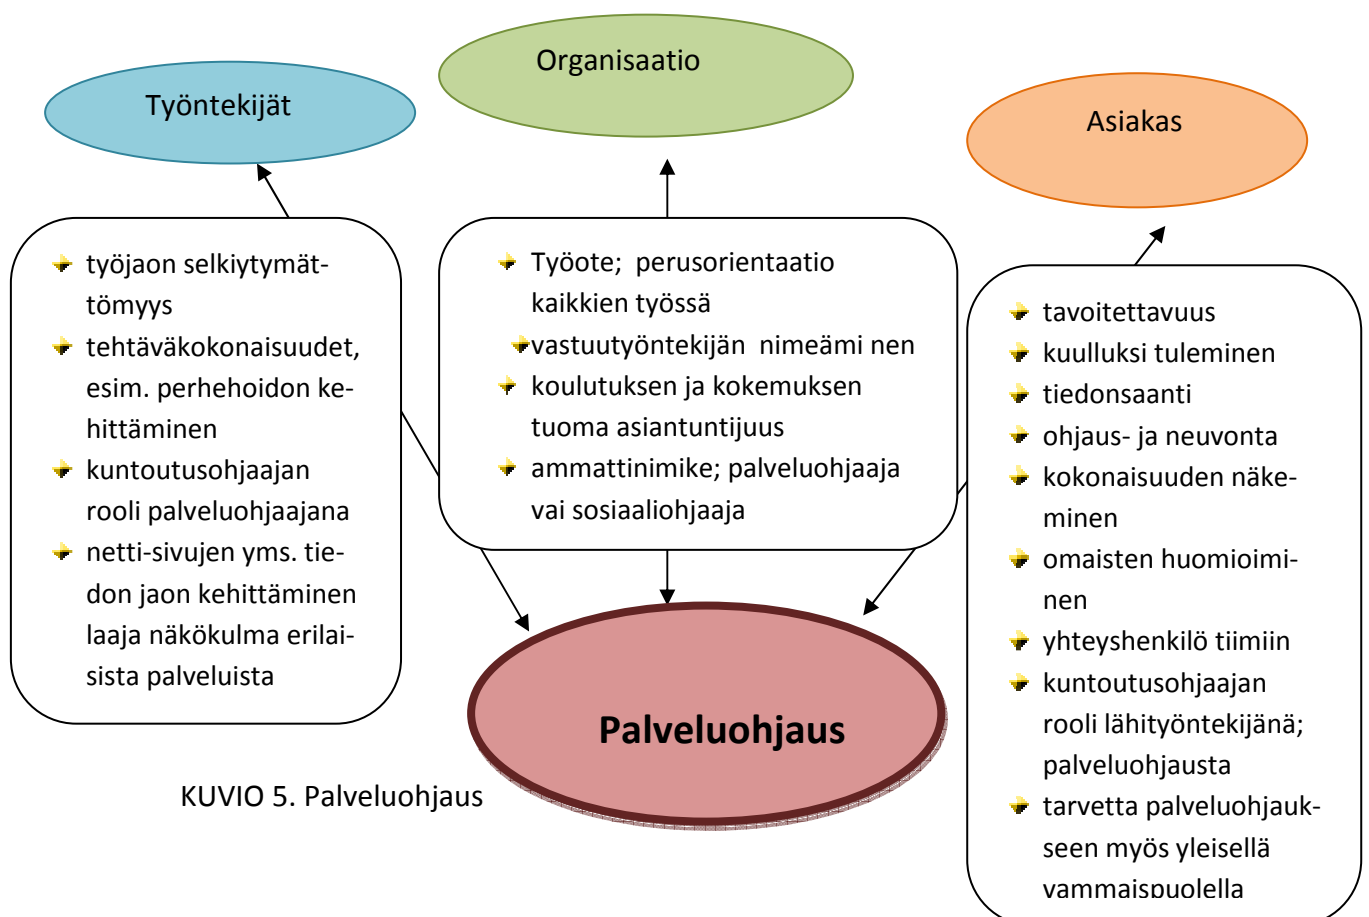 Työntekijät
Organisaatio
Asiakas
työjaon selkiytymät-
tömyys
tehtäväkokonaisuudet,
esim. perhehoidon ke-
hittäminen
kuntoutusohjaajan
rooli palveluohjaajana
netti-sivujen yms. tie-
don jaon kehittäminen
laaja näkökulma erilai-
sista palveluista
Työote; perusorientaatio
kaikkien työssä
vastuutyöntekijän nimeämi nen
koulutuksen ja kokemuksen
tuoma asiantuntijuus
ammattinimike; palveluohjaaja
vai sosiaaliohjaaja
tavoitettavuus
kuulluksi tuleminen
tiedonsaanti
ohjaus- ja neuvonta
kokonaisuuden näke-
minen
omaisten huomioimi-
nen
yhteyshenkilö tiimiin
kuntoutusohjaajan
rooli lähityöntekijänä;
palveluohjausta
tarvetta palveluohjauk-
seen myös yleisellä
vammaispuolella
Palveluohjaus
KUVIO 5. Palveluohjaus